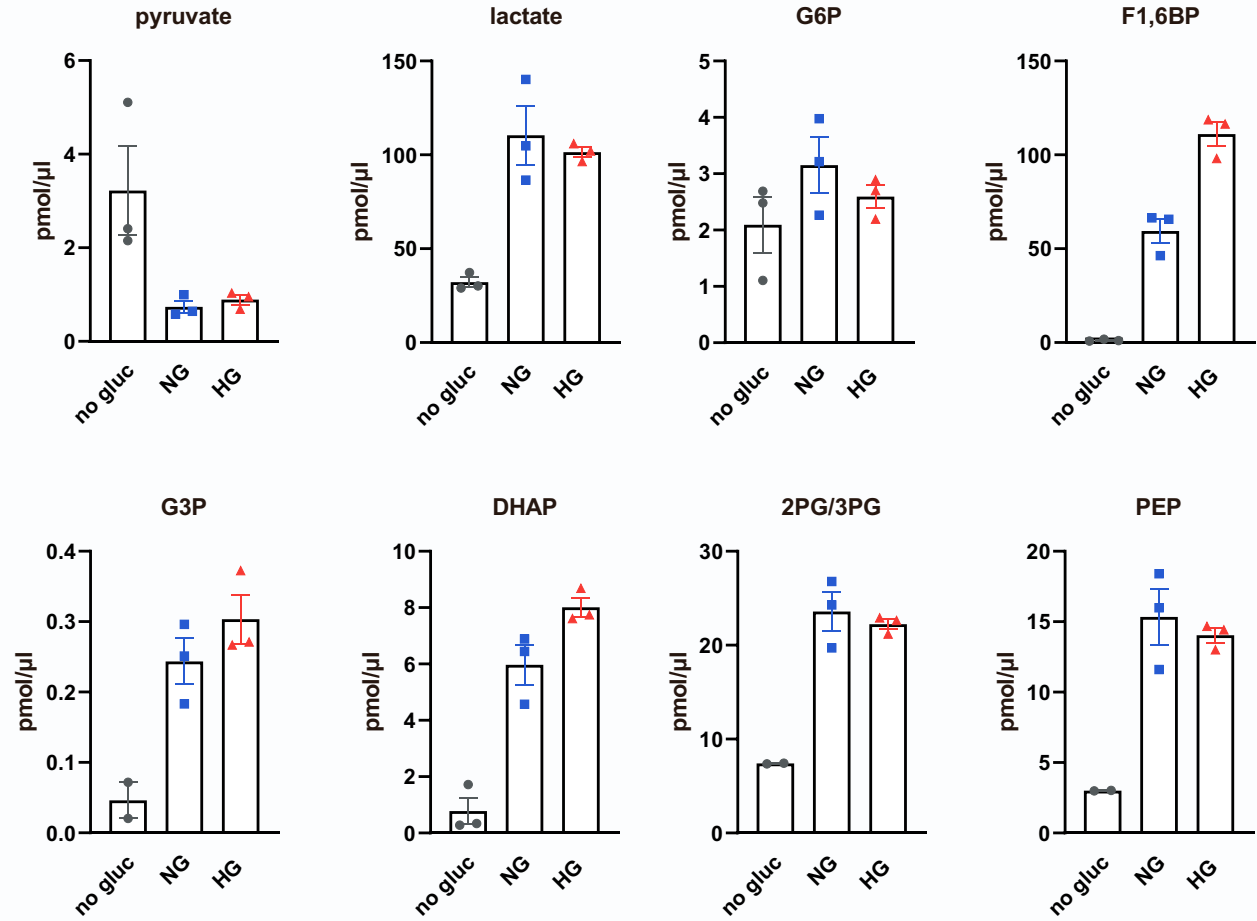 pyruvate
pmol/µl
6
4
2
0
no gluc
NG
HG
lactate
pmol/µl
150
100
50
0
no gluc
NG
HG
G6P
pmol/µl
5
4
3
2
1
0
no gluc
NG
HG
F1,6BP
pmol/µl
150
100
50
0
no gluc
NG
HG
G3P
pmol/µl
0.4
0.3
0.2
0.1
0.0
no gluc
NG
HG
DHAP
pmol/µl
10
8
6
4
2
0
no gluc
NG
HG
2PG/3PG
pmol/µl
30
20
10
0
no gluc
NG
HG
PEP
pmol/µl
20
15
10
5
0
no gluc
NG
HG